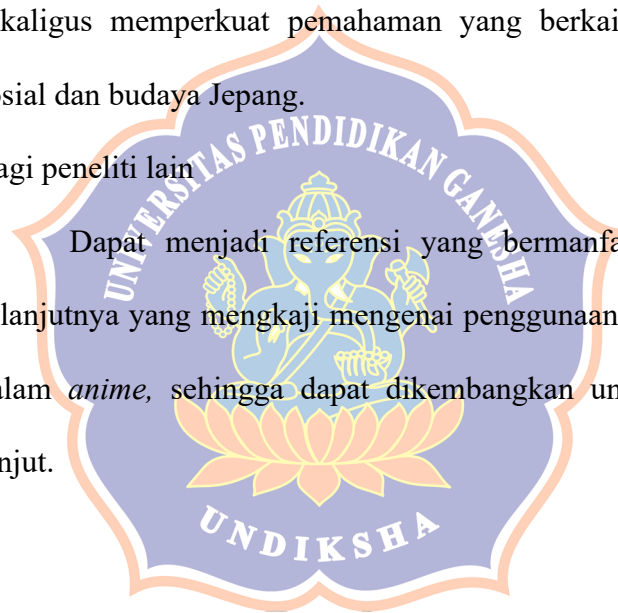 kaligus memperkuat pemahaman yang berkai
osial dan budaya Jepang.
agi peneliti lain
Dapat menjadi referensi yang bermanfa
lanjutnya yang mengkaji mengenai penggunaan
alam anime, sehingga dapat dikembangkan un
njut.
UNIVERSITAS PENDIDIKAN GANESHA
UNDIKSHA